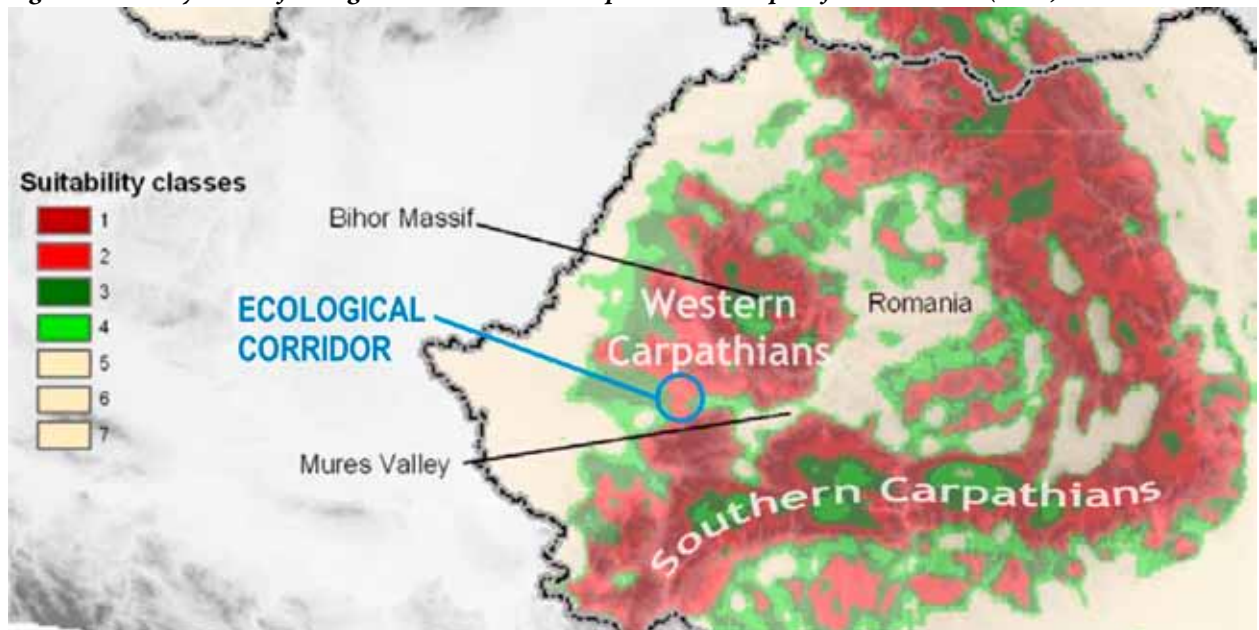 Suitability classes
1
2
3
4
5
6
7
Bihor Massif
ECOLOGICAL
CORRIDOR
Western
Carpathians
Romania
Mures Valley
Southern Carpathians